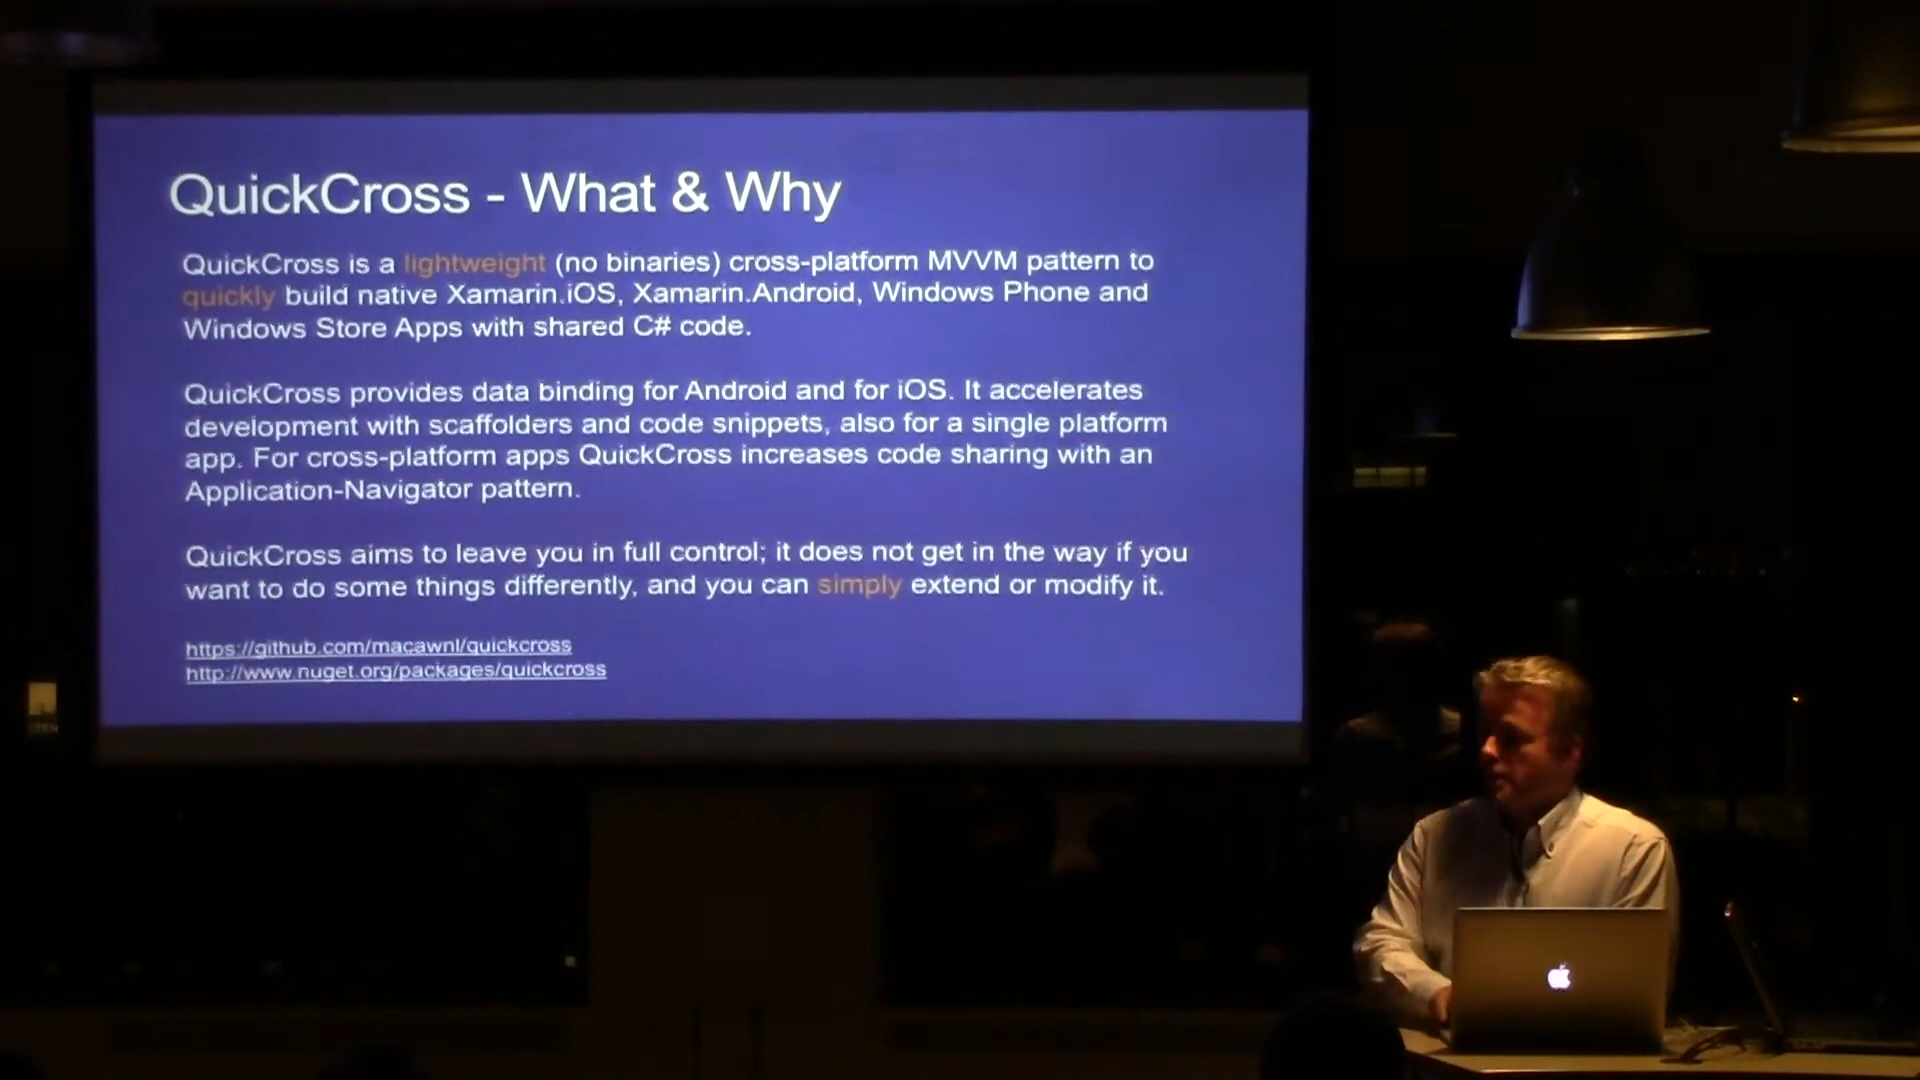 QuickCross - What & Why
QuickCross is a lightweight (no binaries) cross-platform MVVM pattern to
quickly build native Xamarin.iOS, Xamarin.Android, Windows Phone and
Windows Store Apps with shared C# code.
QuickCross provides data binding for Android and for iOS. It accelerates
development with scaffolders and code snippets, also for a single platform
app. For cross-platform apps QuickCross increases code sharing with an
Application-Navigator pattern.
QuickCross aims to leave you in full control; it does not get in the way if you
want to do some things differently, and you can simply extend or modify it.
https://github.com/macawnl/quickcross
http://www.nuget.org/packages/quickcross